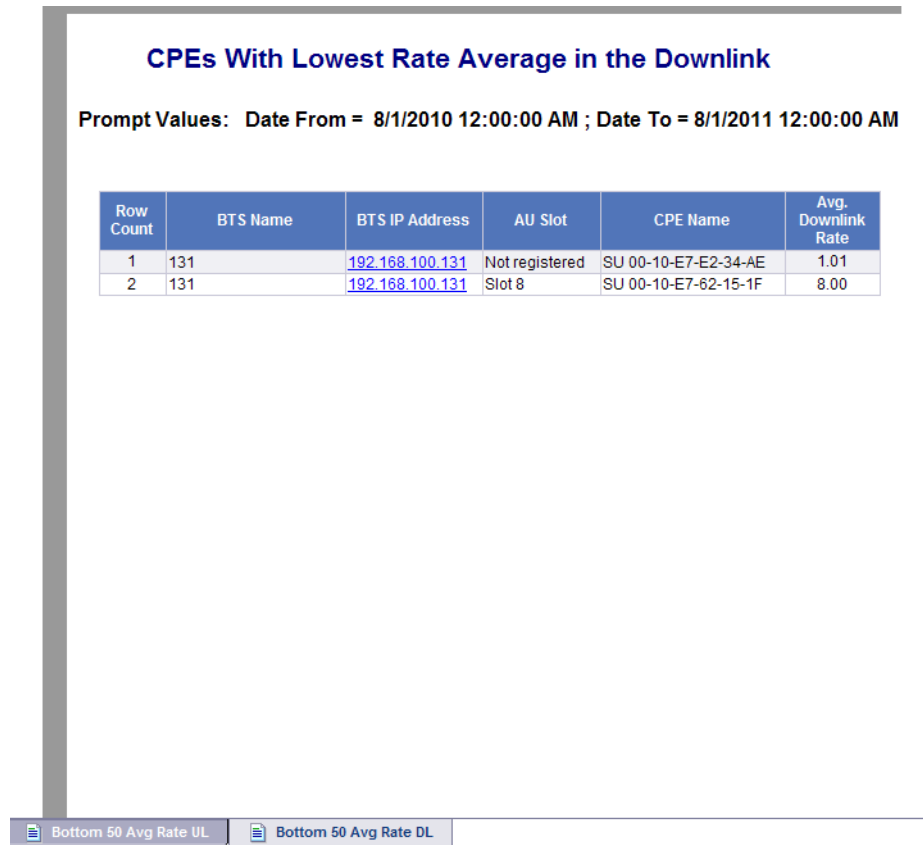 CPEs With Lowest Rate Average in the Downlink
Prompt Values: Date From = 8/1/2010 12:00:00 AM ; Date To = 8/1/2011 12:00:00 AM
Row Count BTS Name BTS IP Address AU Slot CPE Name Avg. Downlink Rate
1 131 192.168.100.131 Not registered SU 00-10-E7-E2-34-AE 1.01
2 131 192.168.100.131 Slot 8 SU 00-10-E7-62-15-1F 8.00
Bottom 50 Avg Rate UL Bottom 50 Avg Rate DL